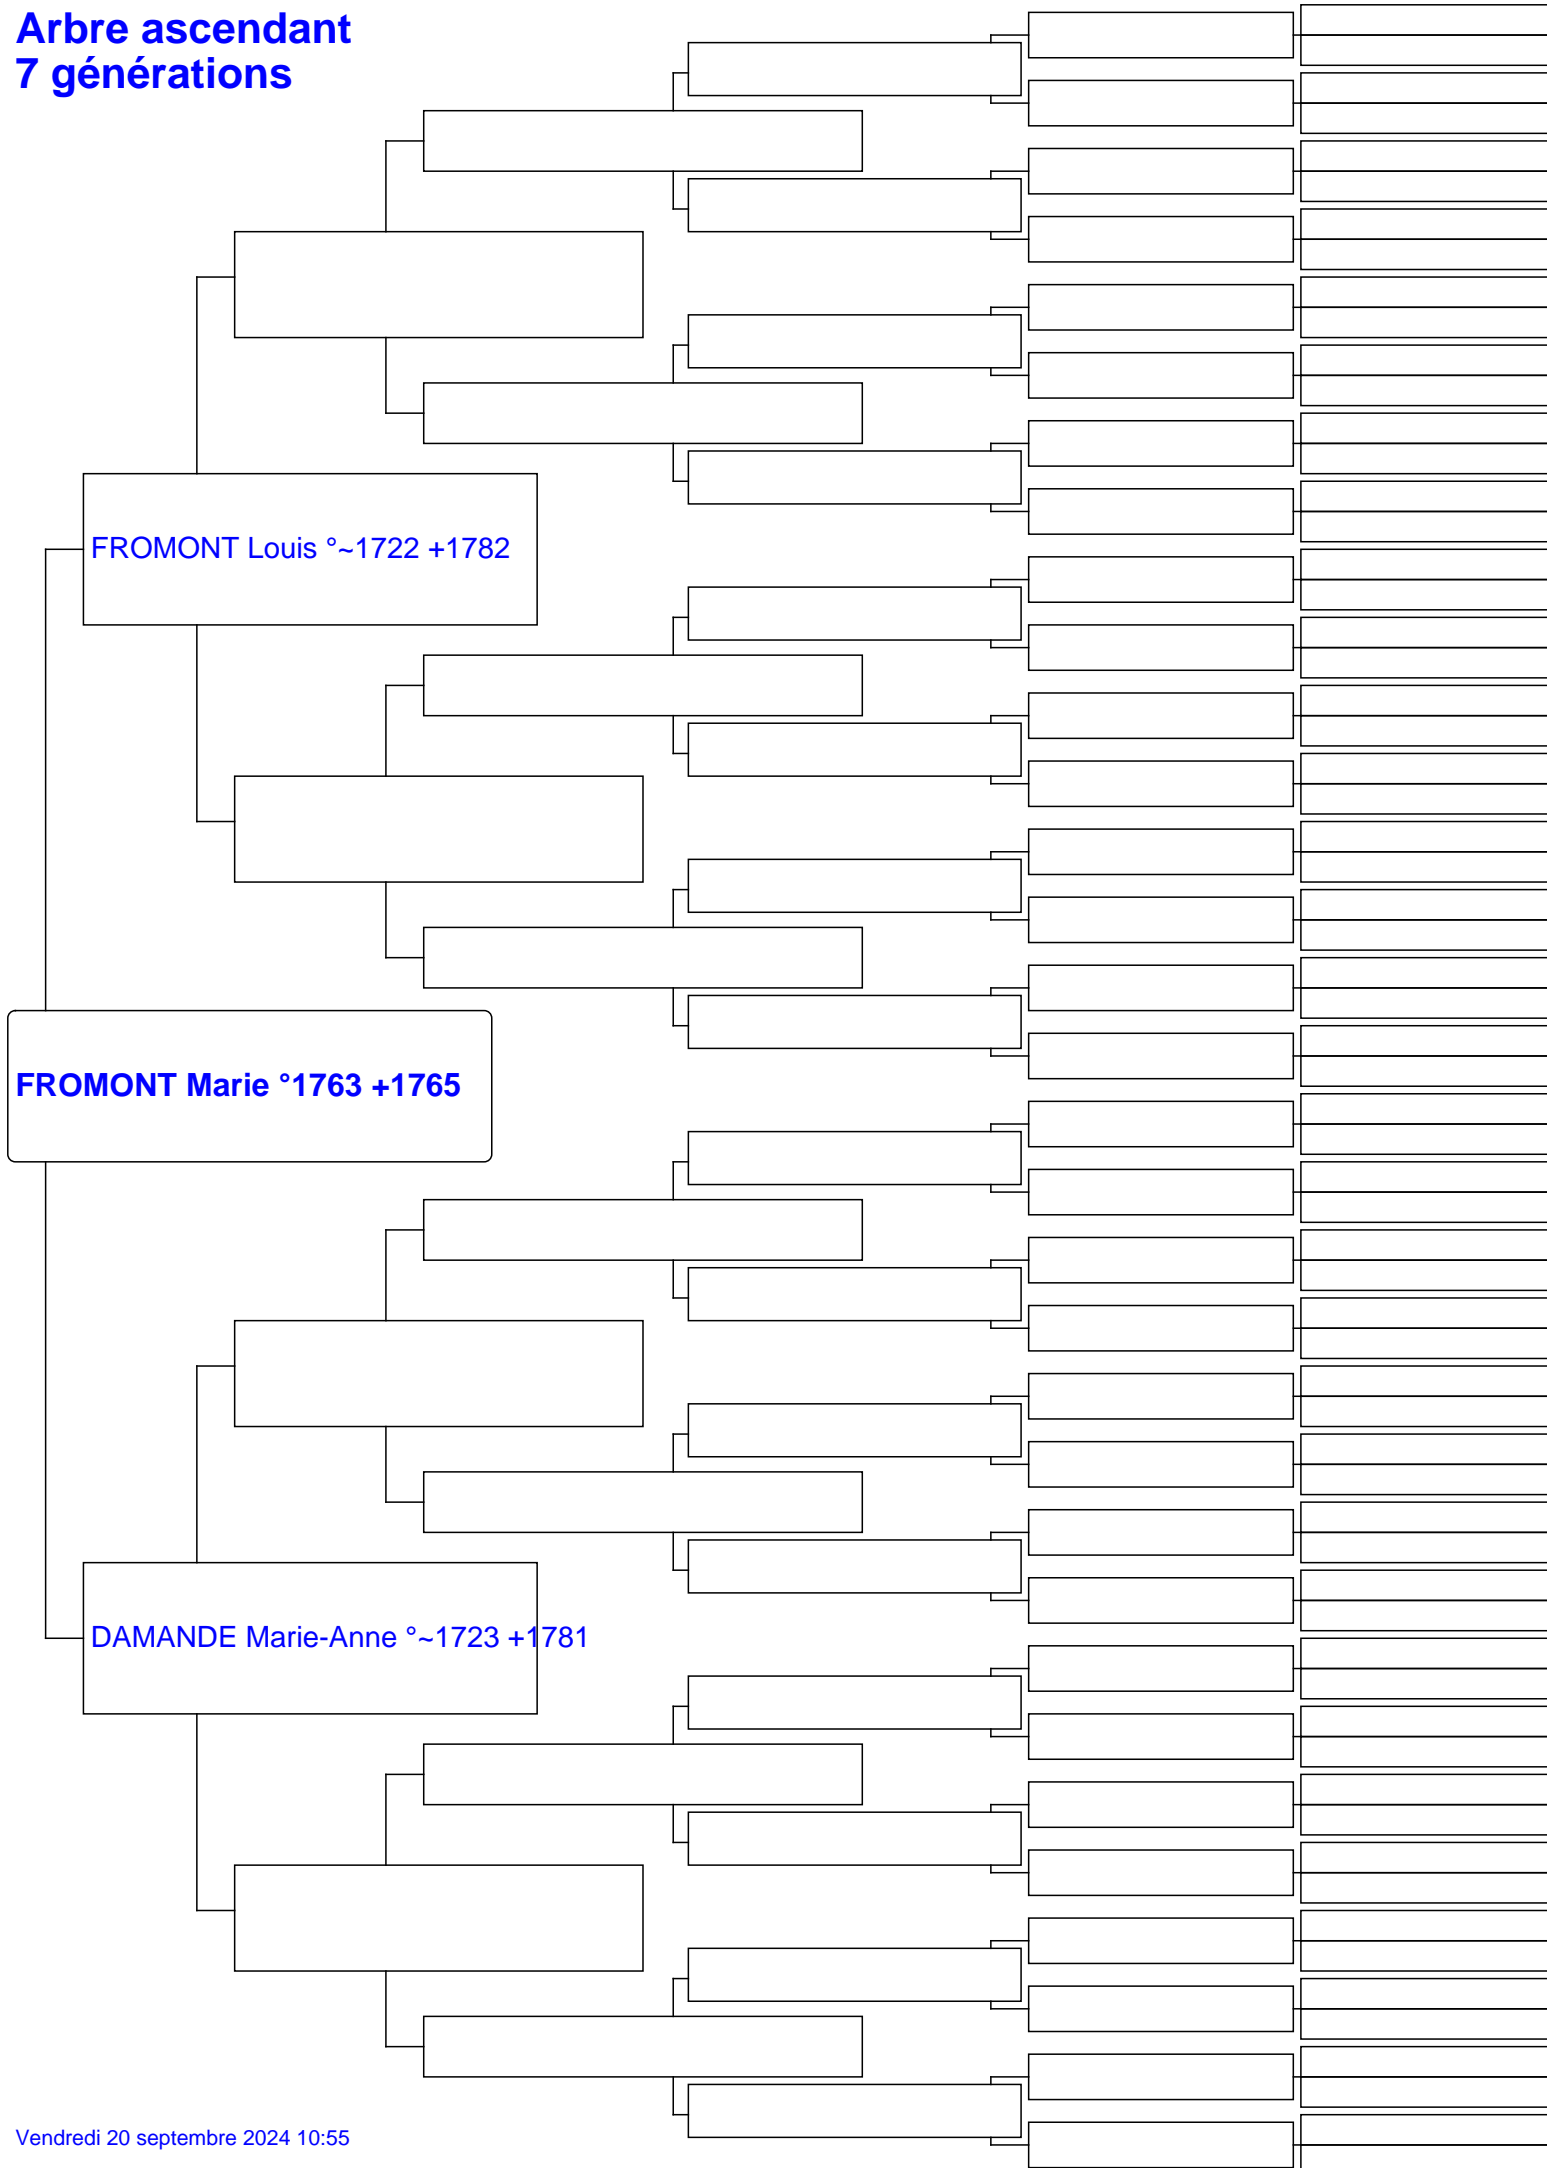 Arbre ascendant
7 générations
FROMONT Louis °~1722 +1782
FROMONT Marie °1763 +1765
DAMANDE Marie-Anne °~1723 +1781
Vendredi 20 septembre 2024 10:55